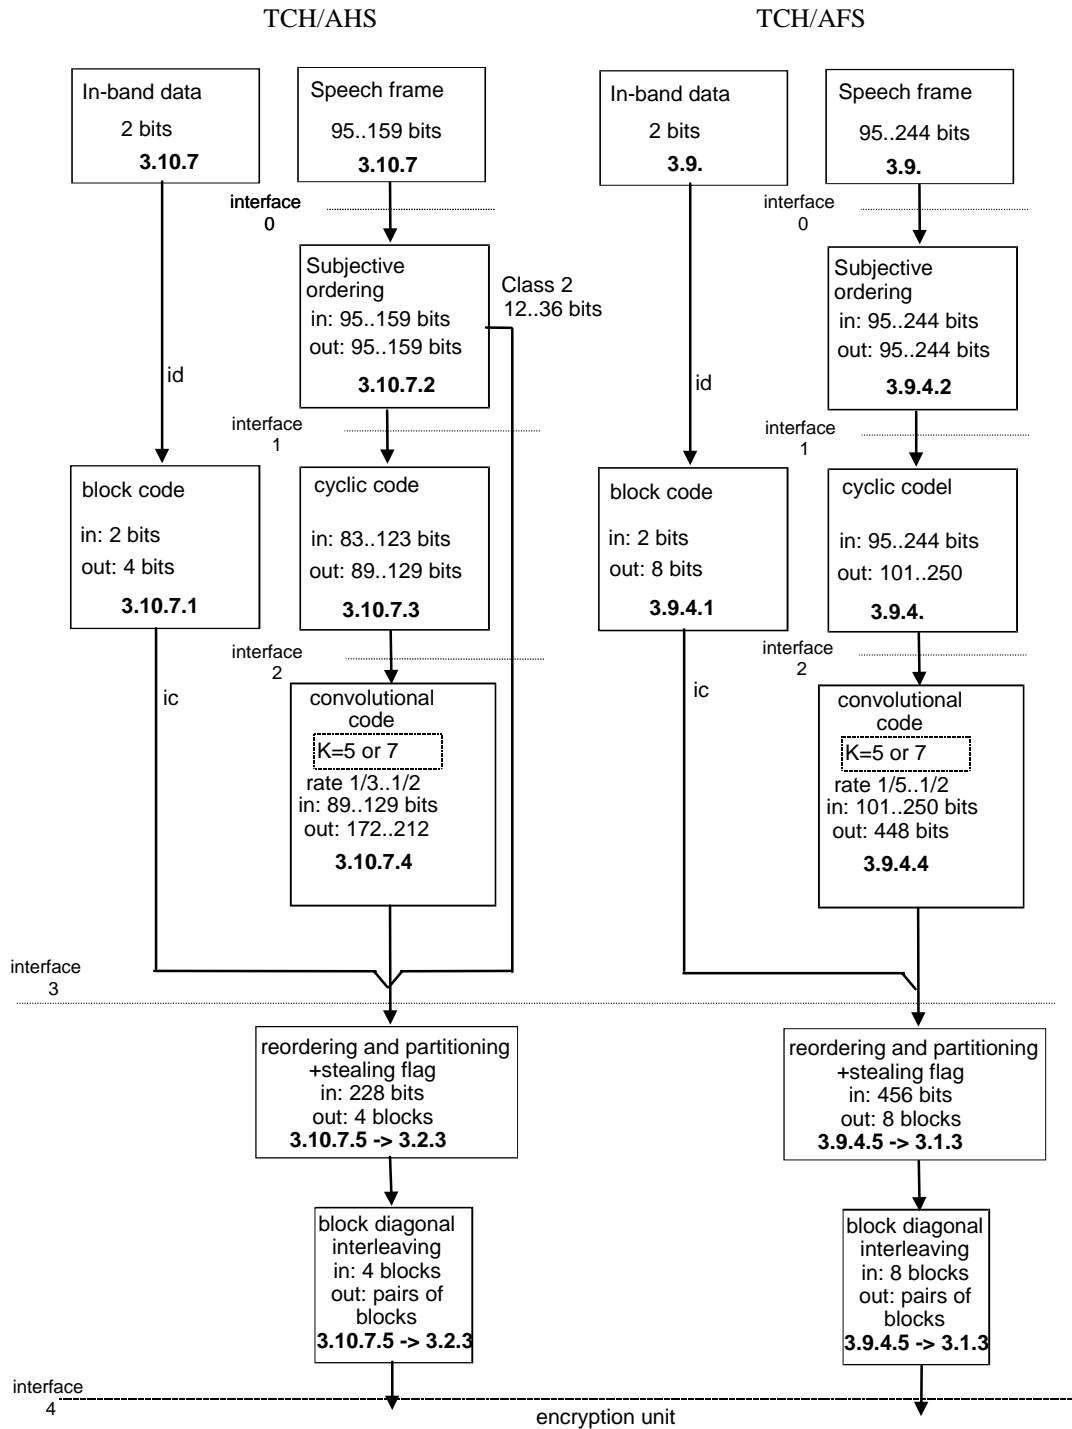 TCH/AHS
In-band data
2 bits
3.10.7
Speech frame
95..159 bits
3.10.7
interface
0
Subjective
ordering
in: 95..159 bits
out: 95..159 bits
3.10.7.2
Class 2
12..36 bits
id
interface
1
block code
in: 2 bits
out: 4 bits
3.10.7.1
cyclic code
in: 83..123 bits
out: 89..129 bits
3.10.7.3
interface
2
ic
convolutional
code
K=5 or 7
rate 1/3..1/2
in: 89..129 bits
out: 172..212
3.10.7.4
interface
3
reordering and partitioning
+stealing flag
in: 228 bits
out: 4 blocks
3.10.7.5 -> 3.2.3
block diagonal
interleaving
in: 4 blocks
out: pairs of
blocks
3.10.7.5 -> 3.2.3
TCH/AFS
In-band data
2 bits
3.9.
Speech frame
95..244 bits
3.9.
interface
0
Subjective
ordering
in: 95..244 bits
out: 95..244 bits
3.9.4.2
id
interface
1
block code
in: 2 bits
out: 8 bits
3.9.4.1
cyclic codel
in: 95..244 bits
out: 101..250
3.9.4.
interface
2
ic
convolutional
code
K=5 or 7
rate 1/5..1/2
in: 101..250 bits
out: 448 bits
3.9.4.4
reordering and partitioning
+stealing flag
in: 456 bits
out: 8 blocks
3.9.4.5 -> 3.1.3
block diagonal
interleaving
in: 8 blocks
out: pairs of
blocks
3.9.4.5 -> 3.1.3
interface
4
encryption unit